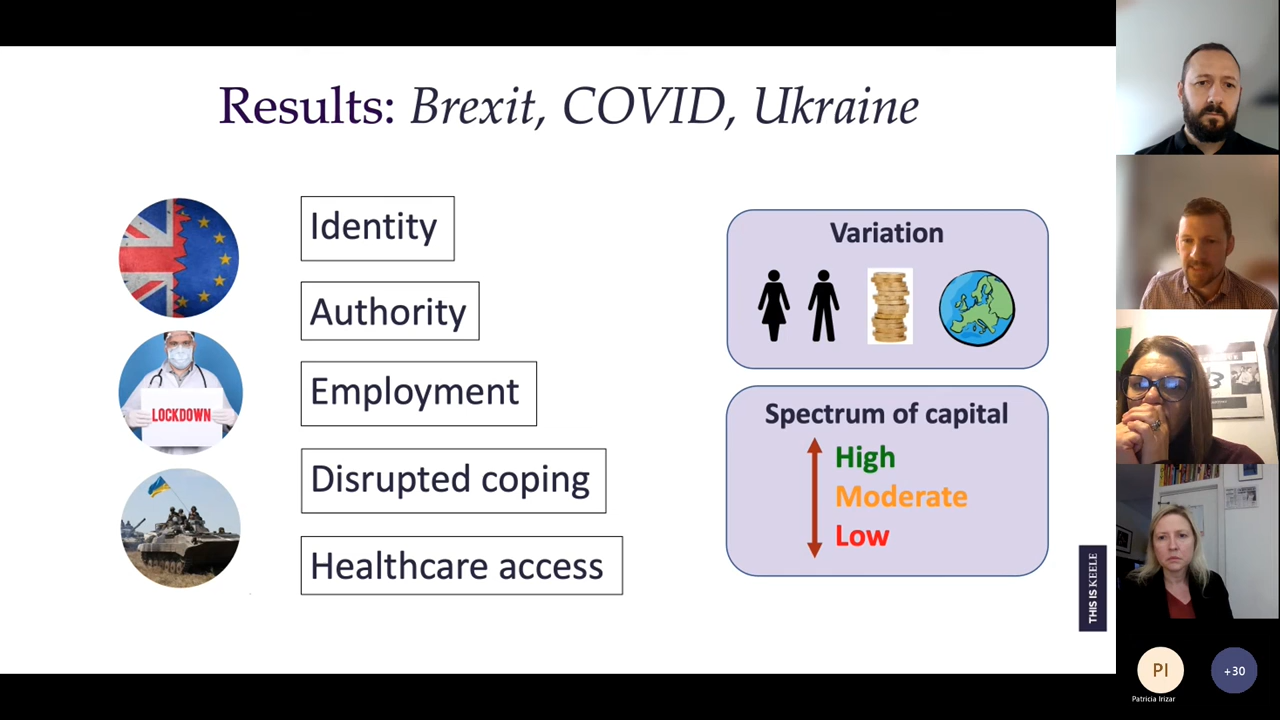 Results: Brexit, COVID, Ukraine
Identity
Authority
Employment
Disrupted coping
Healthcare access
LOCKDOWN
Variation
Spectrum of capital
High
Moderate
Low
THIS IS KEELE
PI
+30
Patricia Irizar